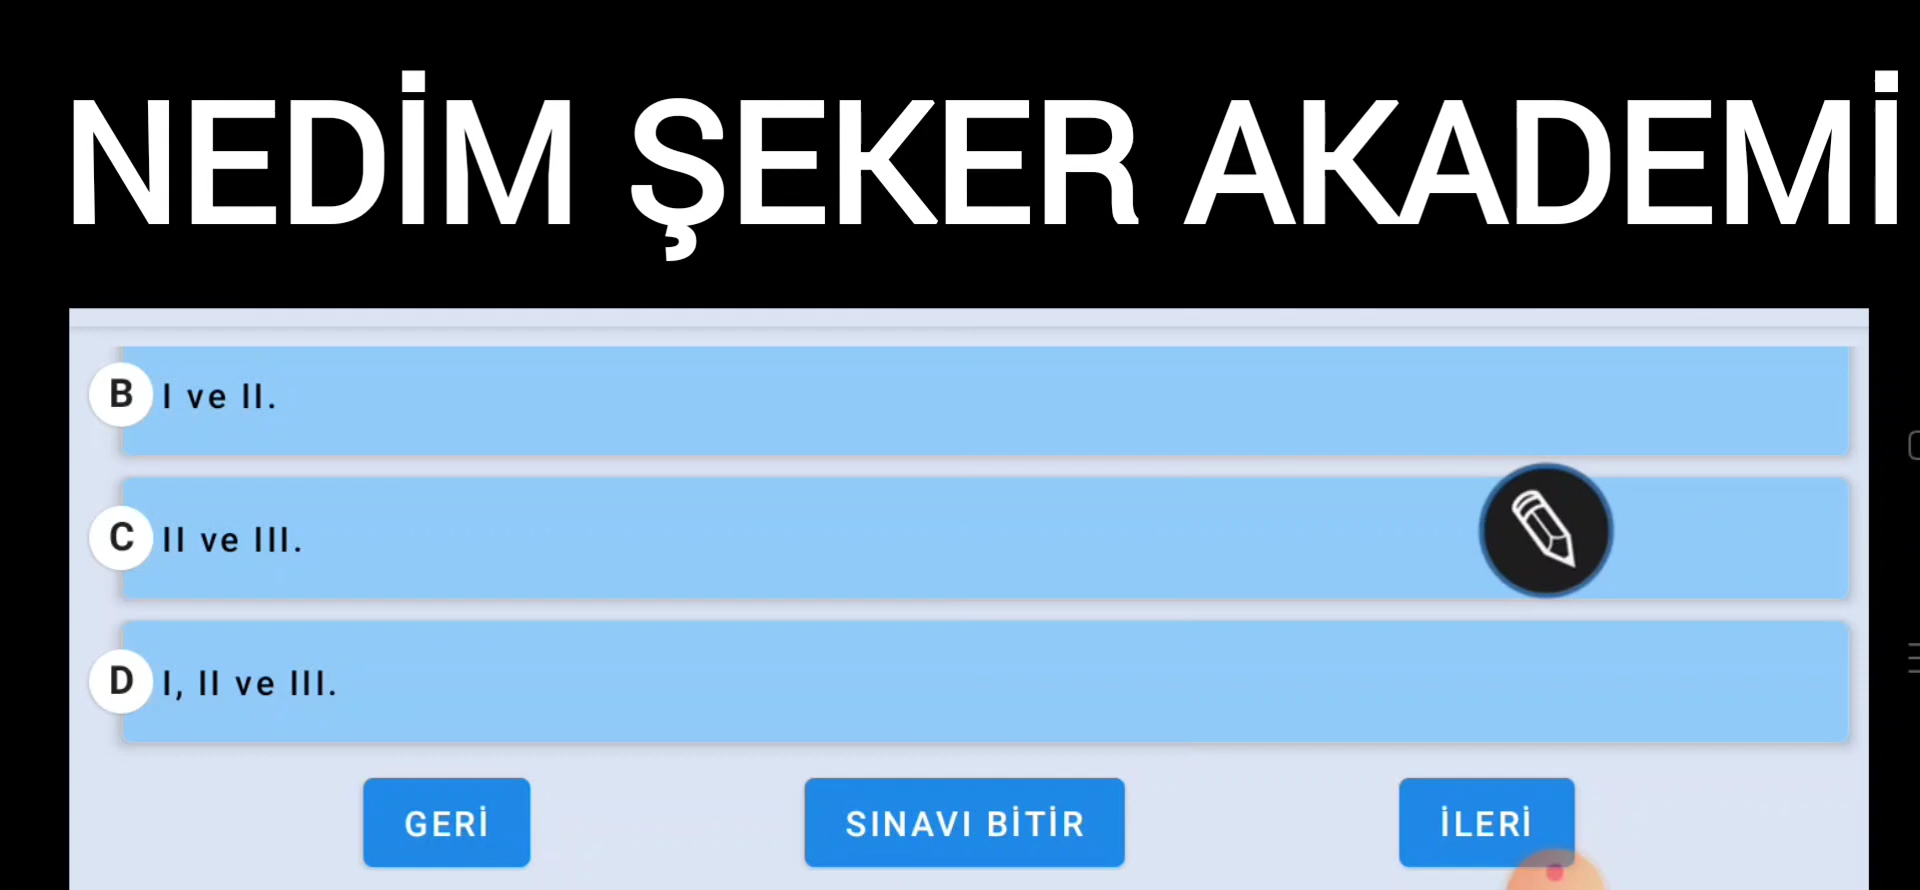 NEDİM ŞEKER AKADEMİ
B I ve II.
C II ve III.
D I, II ve III.
GERİ SINAVI BİTİR İLERİ